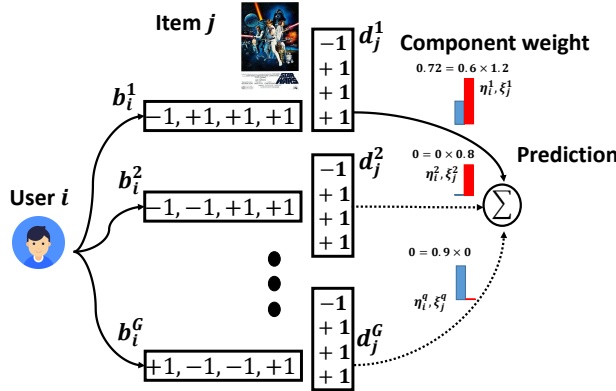 Item j
d_j^1
Component weight
b_i^1
−1
+1
+1
+1
−1, +1, +1, +1
0.72 = 0.6 × 1.2
η_i^1, ξ_j^1
b_i^2
d_j^2
−1
+1
+1
+1
−1, −1, +1, +1
0 = 0 × 0.8
η_i^2, ξ_j^2
Prediction
∑
User i
0 = 0.9 × 0
η_i^q, ξ_j^q
b_i^G
d_j^G
−1
+1
+1
+1
+1, −1, −1, +1
STAR
WARS